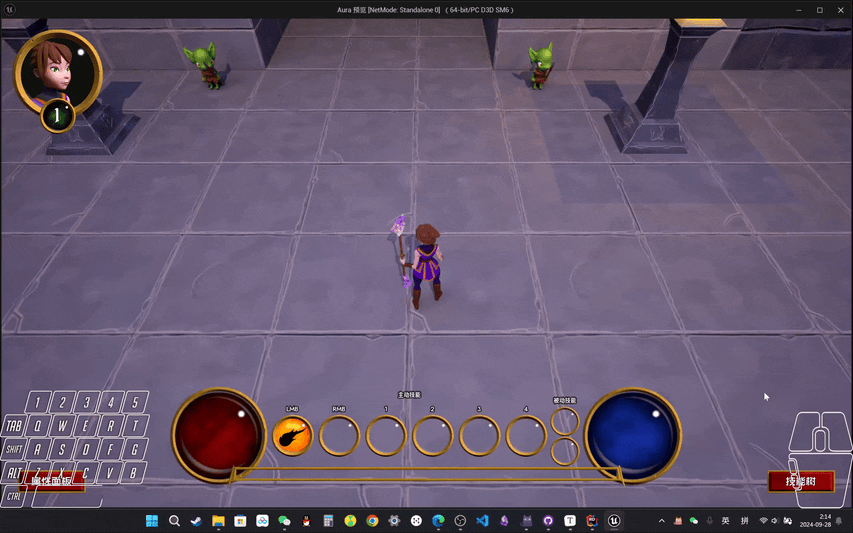 Aura 预览 [NetMode: Standalone 0] ( 64-bit/PC D3D SM6 )
1
主动技能
被动技能
LMB
RMB
1
2
3
4
1 2 3 4 5
TAB Q W E R T
SHIFT A S D F G
ALT Z X C V B
CTRL
属性面板
技能树
英
拼
2:14
2024-09-28